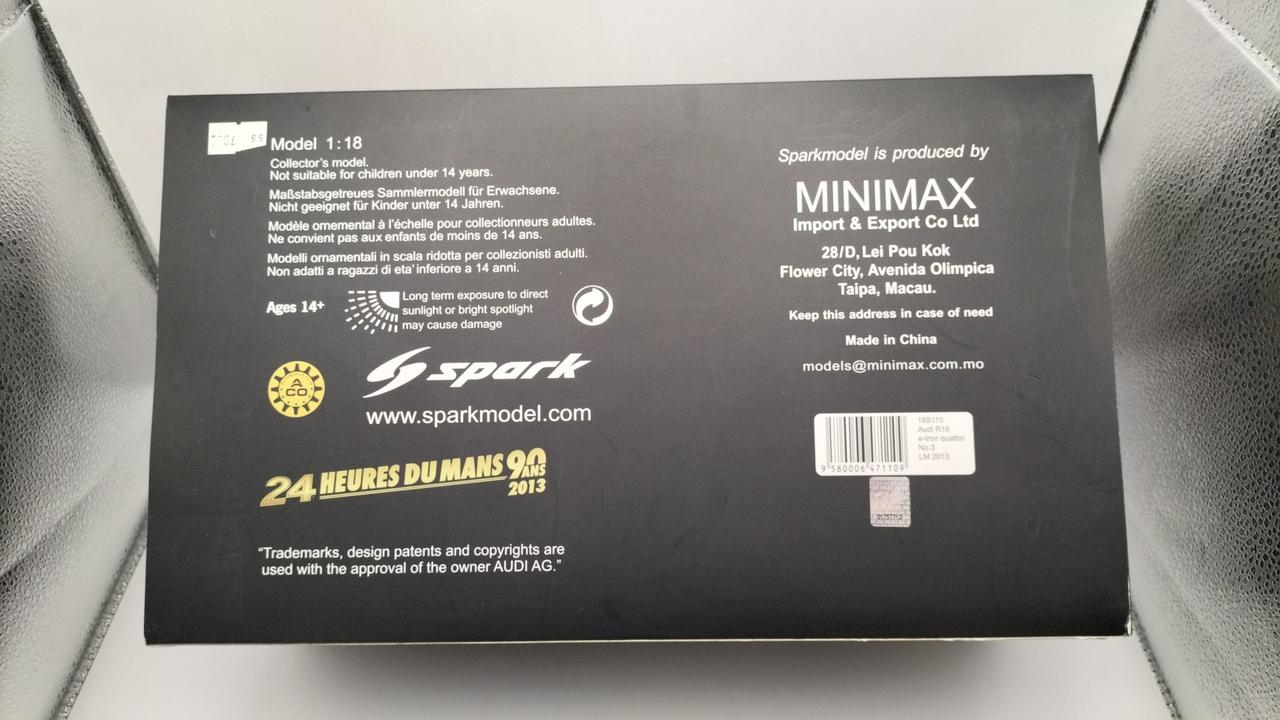 Model 1:18
Collector's model.
Not suitable for children under 14 years.
Maßstabsgetreues Sammlermodell für Erwachsene.
Nicht geeignet für Kinder unter 14 Jahren.
Modèle ornemental à l'échelle pour collectionneurs adultes.
Ne convient pas aux enfants de moins de 14 ans.
Modelli ornamentali in scala ridotta per collezionisti adulti.
Non adatti a ragazzi di eta' inferiore a 14 anni.
Ages 14+
Long term exposure to direct
sunlight or bright spotlight
may cause damage
ACO
spark
www.sparkmodel.com
24 HEURES DU MANS 90 ANS
2013
"Trademarks, design patents and copyrights are
used with the approval of the owner AUDI AG."
Sparkmodel is produced by
MINIMAX
Import & Export Co Ltd
28/D, Lei Pou Kok
Flower City, Avenida Olimpica
Taipa, Macau.
Keep this address in case of need
Made in China
models@minimax.com.mo
18S110
Audi R18
e-tron quattro
No.3
LM 2013
9 580006 471109